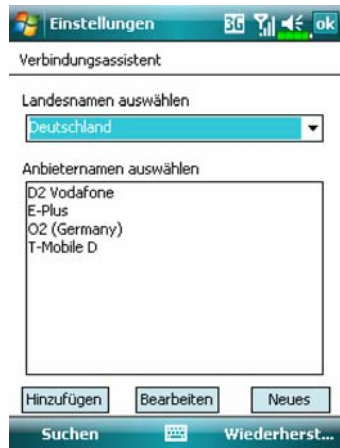 Einstellungen 3G ok
Verbindungsassistent
Landesnamen auswählen
Deutschland
Anbieternamen auswählen
D2 Vodafone
E-Plus
O2 (Germany)
T-Mobile D
Hinzufügen Bearbeiten Neues
Suchen Wiederherst...